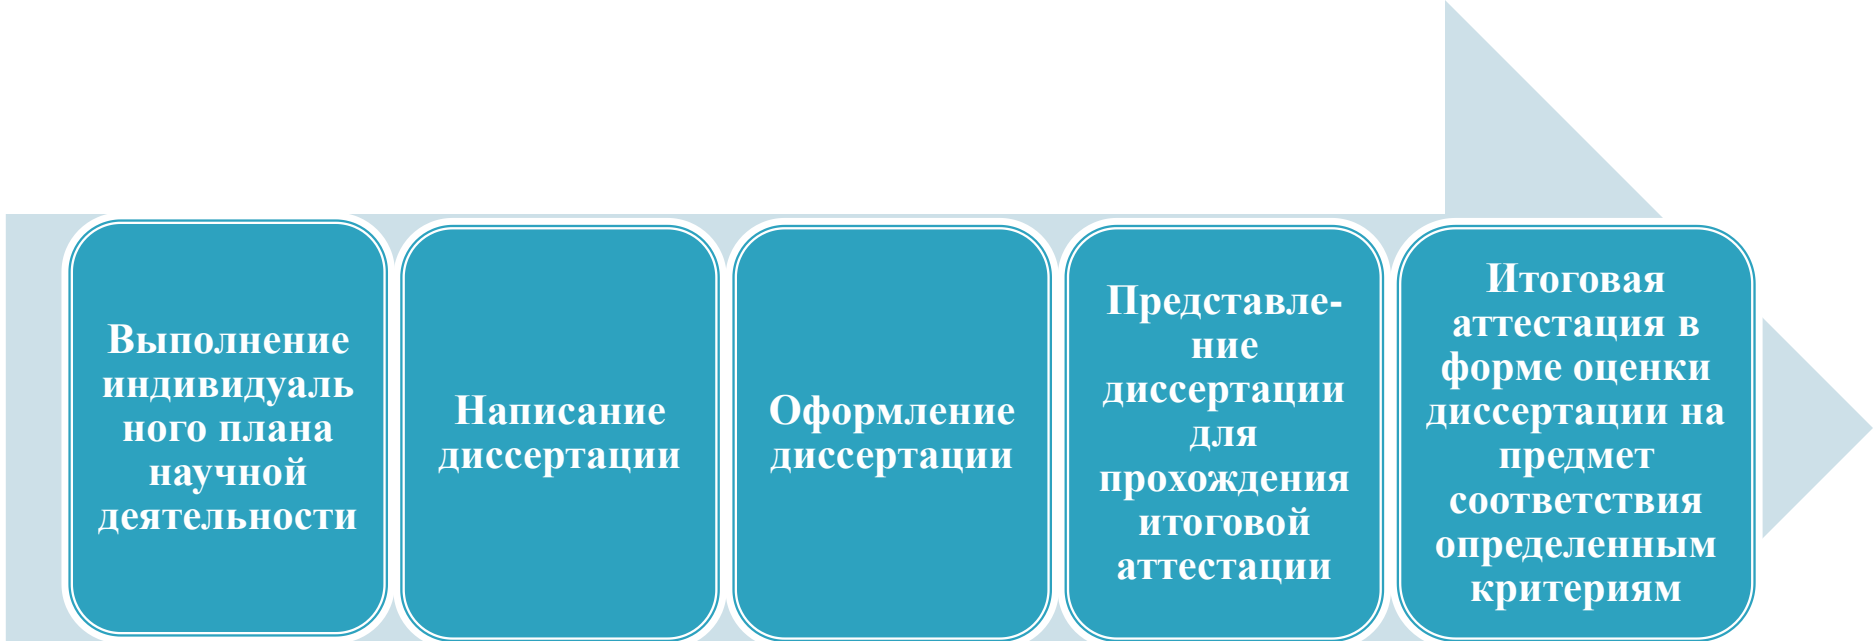 Выполнение
индивидуаль
ного плана
научной
деятельности
Написание
диссертации
Оформление
диссертации
Представле-
ние
диссертации
для
прохождения
итоговой
аттестации
Итоговая
аттестация в
форме оценки
диссертации на
предмет
соответствия
определенным
критериям